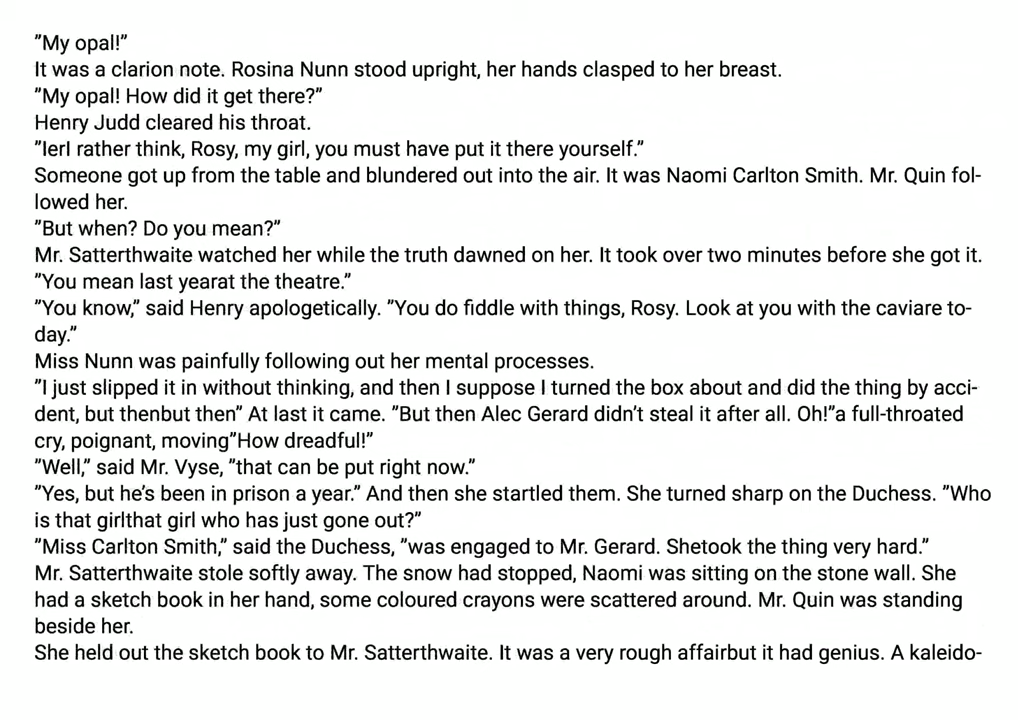 "My opal!"
It was a clarion note. Rosina Nunn stood upright, her hands clasped to her breast.
"My opal! How did it get there?"
Henry Judd cleared his throat.
"IerI rather think, Rosy, my girl, you must have put it there yourself."
Someone got up from the table and blundered out into the air. It was Naomi Carlton Smith. Mr. Quin fol-
lowed her.
"But when? Do you mean?"
Mr. Satterthwaite watched her while the truth dawned on her. It took over two minutes before she got it.
"You mean last yearat the theatre."
"You know," said Henry apologetically. "You do fiddle with things, Rosy. Look at you with the caviare to-
day."
Miss Nunn was painfully following out her mental processes.
"I just slipped it in without thinking, and then I suppose I turned the box about and did the thing by acci-
dent, but thenbut then" At last it came. "But then Alec Gerard didn't steal it after all. Oh!"a full-throated
cry, poignant, moving"How dreadful!"
"Well," said Mr. Vyse, "that can be put right now."
"Yes, but he's been in prison a year." And then she startled them. She turned sharp on the Duchess. "Who
is that girlthat girl who has just gone out?"
"Miss Carlton Smith," said the Duchess, "was engaged to Mr. Gerard. Shetook the thing very hard."
Mr. Satterthwaite stole softly away. The snow had stopped, Naomi was sitting on the stone wall. She
had a sketch book in her hand, some coloured crayons were scattered around. Mr. Quin was standing
beside her.
She held out the sketch book to Mr. Satterthwaite. It was a very rough affairbut it had genius. A kaleido-